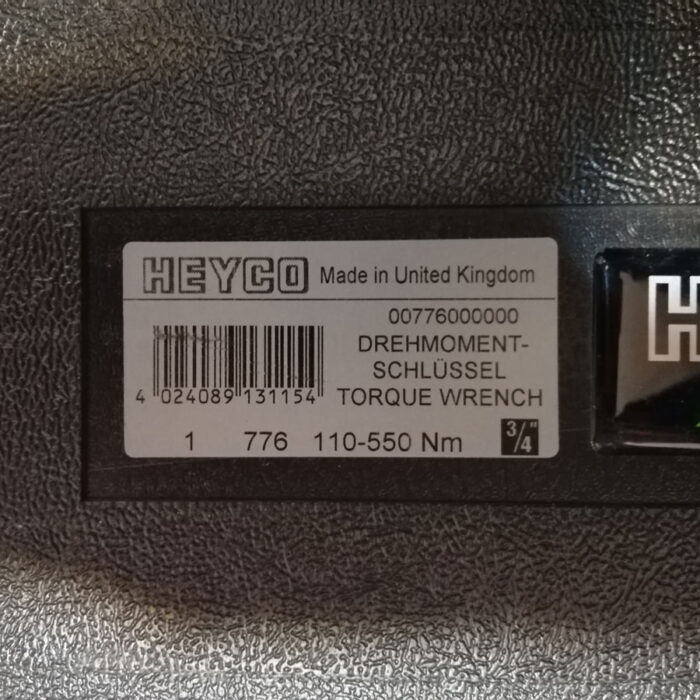 HEYCO Made in United Kingdom
00776000000
DREHMOMENT-
SCHLÜSSEL
TORQUE WRENCH
4 024089 131154
1 776 110-550 Nm 3/4"
H